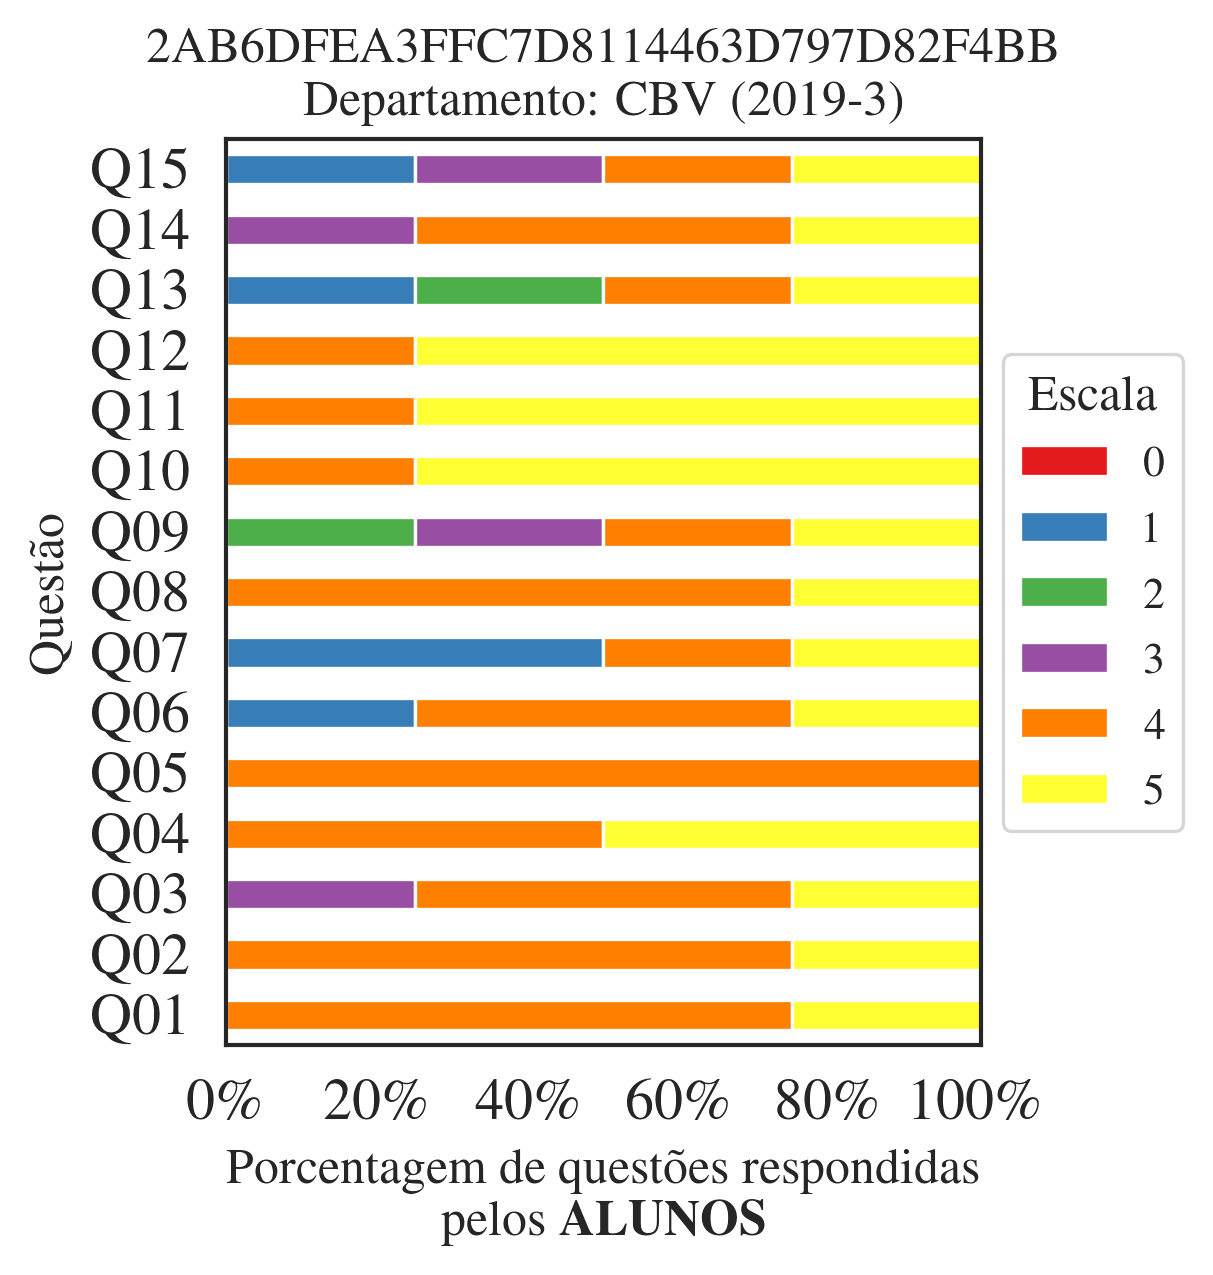 2AB6DFEA3FFC7D8114463D797D82F4BB
Departamento: CBV (2019-3)
Questão
Q15
Q14
Q13
Q12
Q11
Q10
Q09
Q08
Q07
Q06
Q05
Q04
Q03
Q02
Q01
0% 20% 40% 60% 80% 100%
Porcentagem de questões respondidas
pelos ALUNOS
Escala
0
1
2
3
4
5